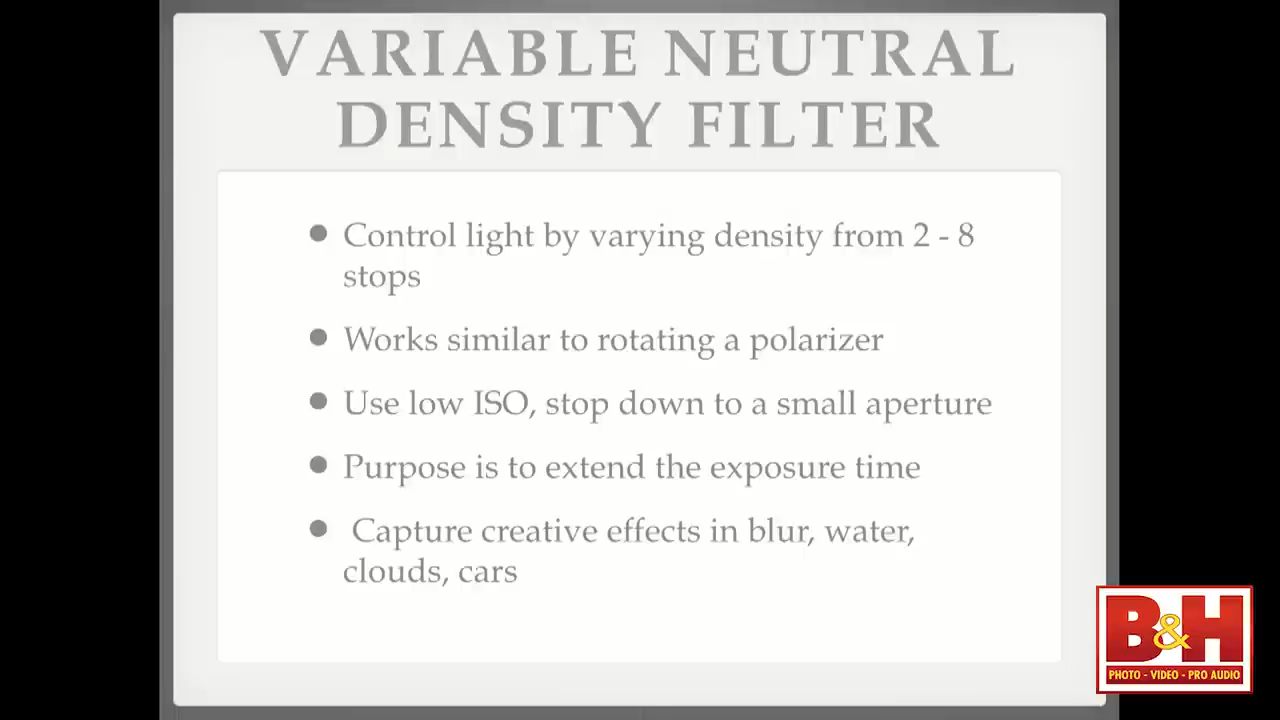 VARIABLE NEUTRAL
DENSITY FILTER
• Control light by varying density from 2 - 8
stops
• Works similar to rotating a polarizer
• Use low ISO, stop down to a small aperture
• Purpose is to extend the exposure time
• Capture creative effects in blur, water,
clouds, cars
B&H
PHOTO - VIDEO - PRO AUDIO